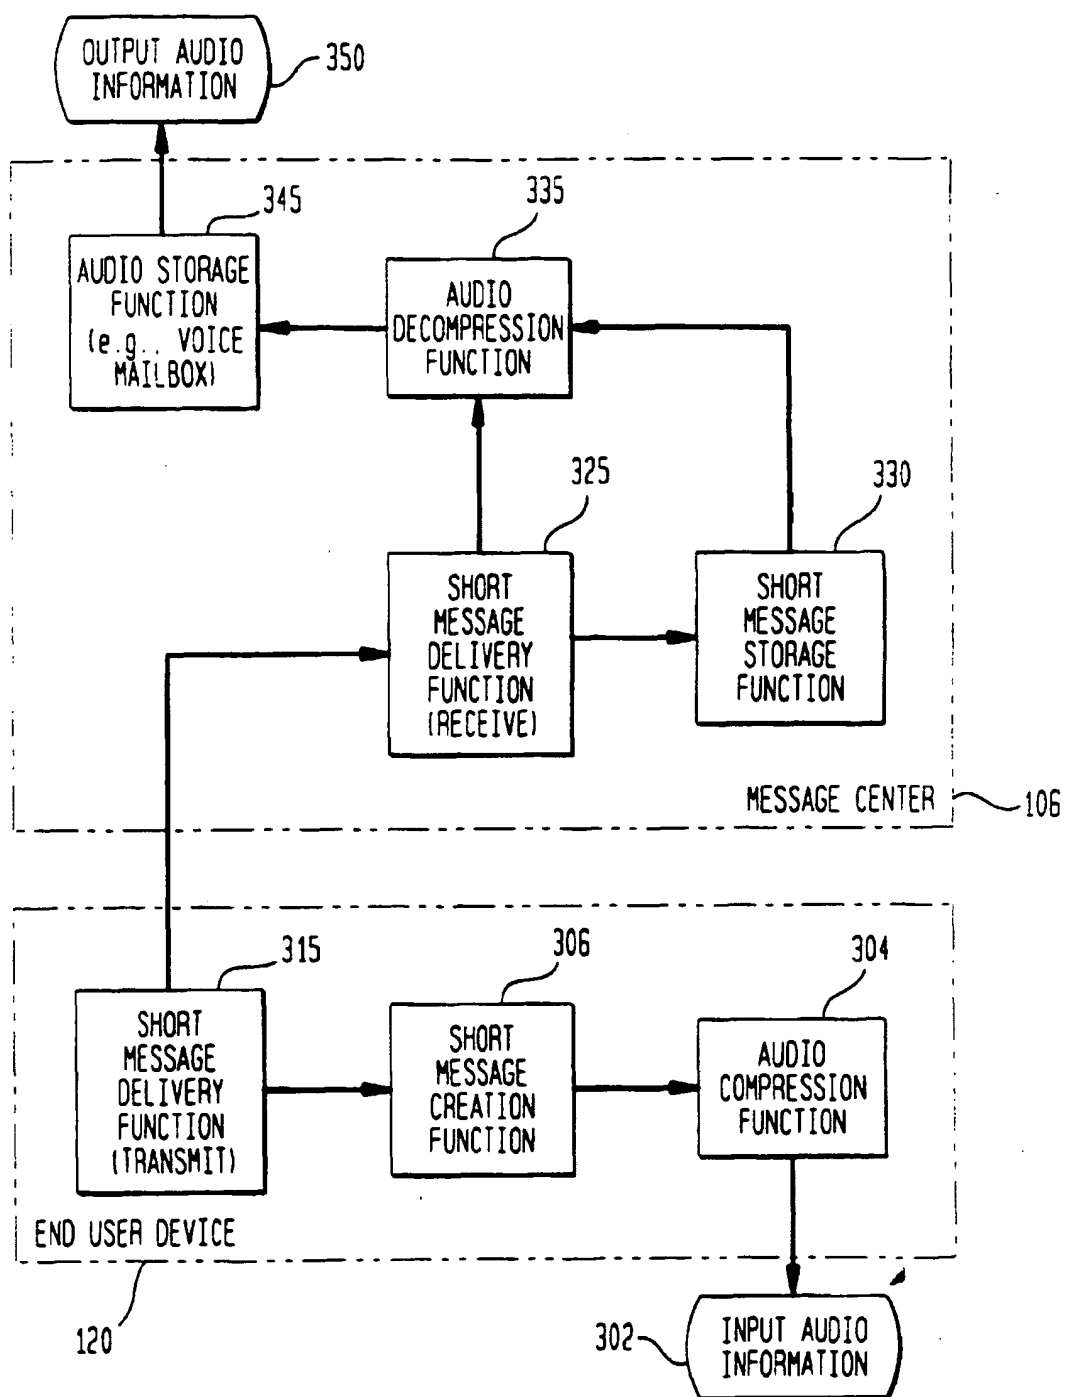 OUTPUT AUDIO
INFORMATION
350
345
335
AUDIO STORAGE
FUNCTION
(e.g., VOICE
MAILBOX)
AUDIO
DECOMPRESSION
FUNCTION
325
330
SHORT
MESSAGE
DELIVERY
FUNCTION
(RECEIVE)
SHORT
MESSAGE
STORAGE
FUNCTION
MESSAGE CENTER
106
315
306
304
SHORT
MESSAGE
DELIVERY
FUNCTION
(TRANSMIT)
SHORT
MESSAGE
CREATION
FUNCTION
AUDIO
COMPRESSION
FUNCTION
END USER DEVICE
120
302
INPUT AUDIO
INFORMATION